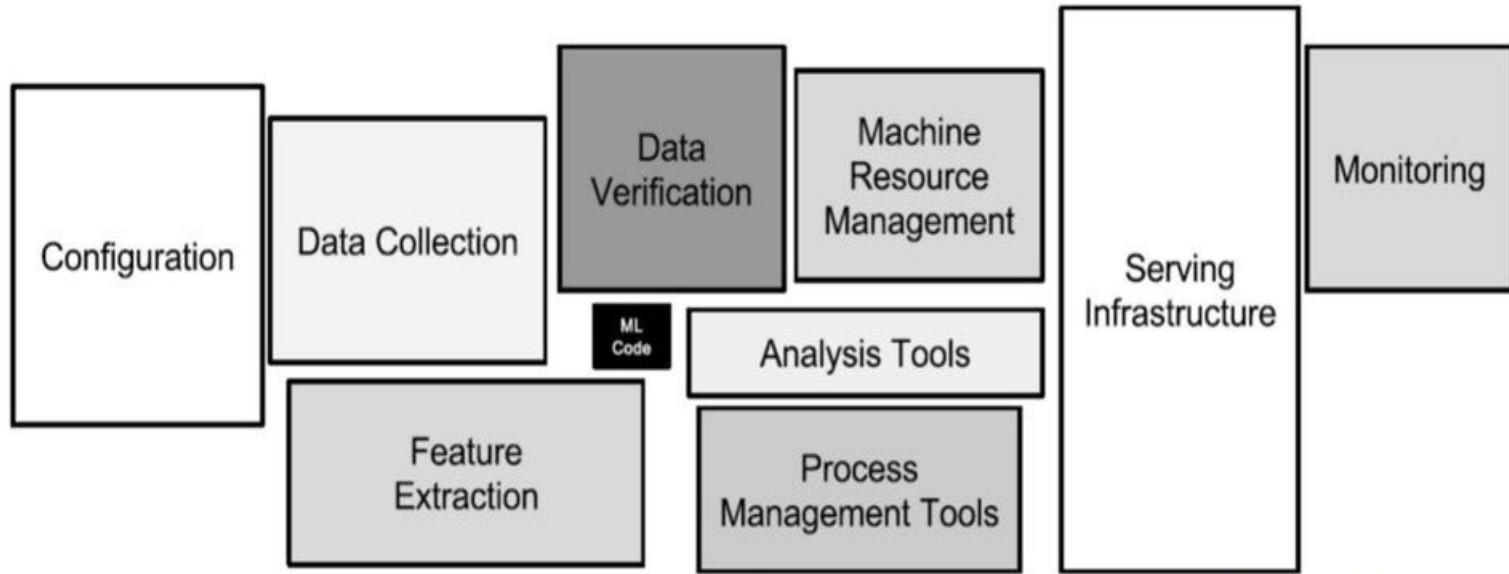 Configuration
Data Collection
Feature
Extraction
Data
Verification
ML
Code
Machine
Resource
Management
Analysis Tools
Process
Management Tools
Serving
Infrastructure
Monitoring